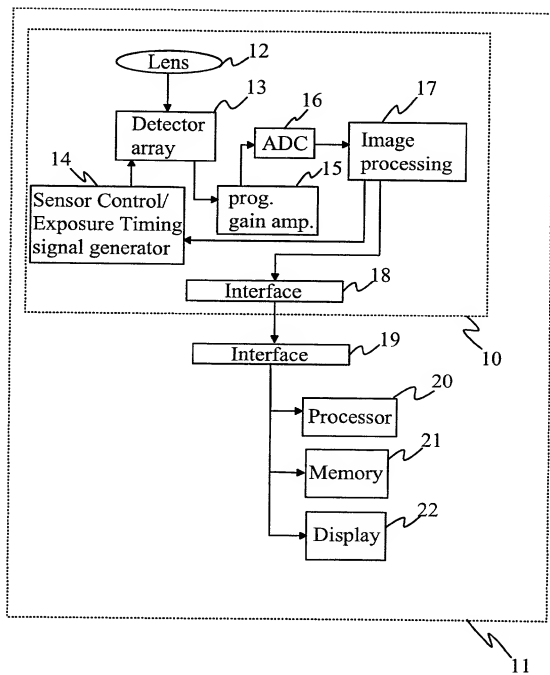 Lens
12
13
Detector
array
14
16
ADC
17
Image
processing
15
prog.
gain amp.
Sensor Control/
Exposure Timing
signal generator
Interface
18
10
Interface
19
20
Processor
21
Memory
22
Display
11